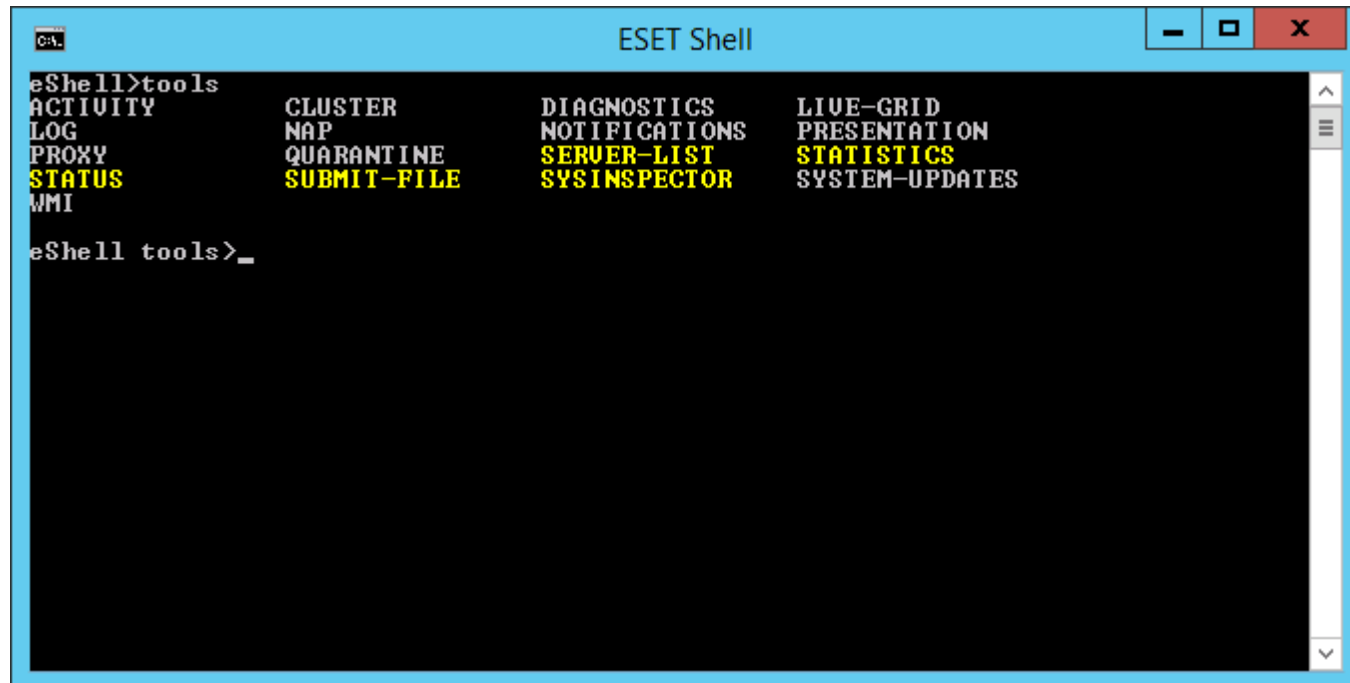 C:\.
ESET Shell
eShell>tools
ACTIVITY CLUSTER DIAGNOSTICS LIVE-GRID
LOG NAP NOTIFICATIONS PRESENTATION
PROXY QUARANTINE SERVER-LIST STATISTICS
STATUS SUBMIT-FILE SYSINSPECTOR SYSTEM-UPDATES
WMI
eShell tools>_